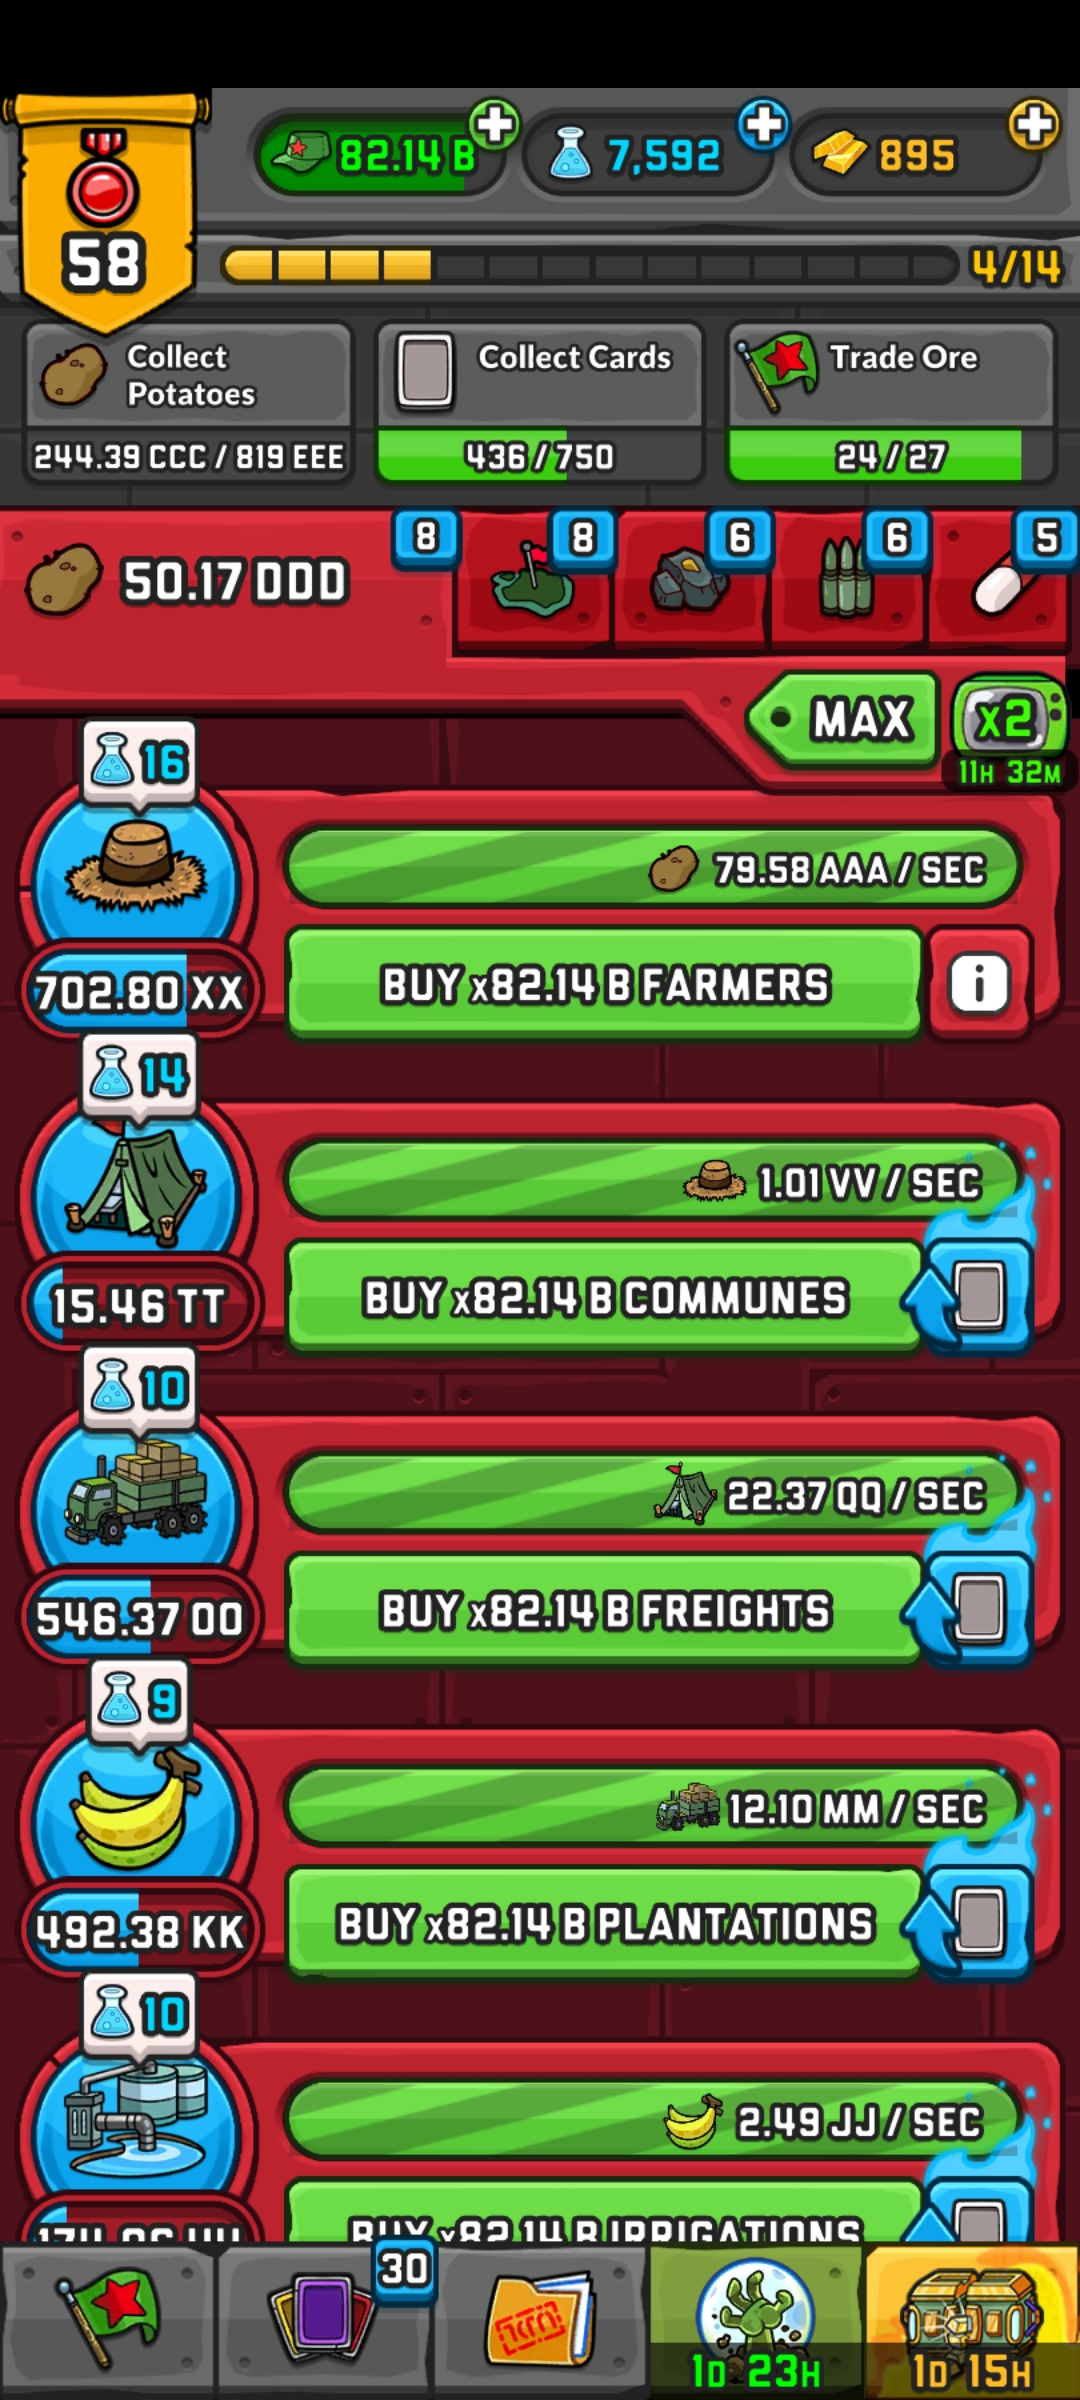 58
82.14 B
7,592
895
4/14
Collect
Potatoes
244.39 CCC / 819 EEE
Collect Cards
436 / 750
Trade Ore
24 / 27
50.17 DDD
8
8
6
6
5
MAX
x2
11H 32M
16
79.58 AAA / SEC
702.80 XX
BUY x82.14 B FARMERS
i
14
1.01 VV / SEC
15.46 TT
BUY x82.14 B COMMUNES
10
22.37 QQ / SEC
546.37 OO
BUY x82.14 B FREIGHTS
9
12.10 MM / SEC
492.38 KK
BUY x82.14 B PLANTATIONS
10
2.49 JJ / SEC
BUY x82.14 B IRRIGATIONS
30
1D 23H
1D 15H